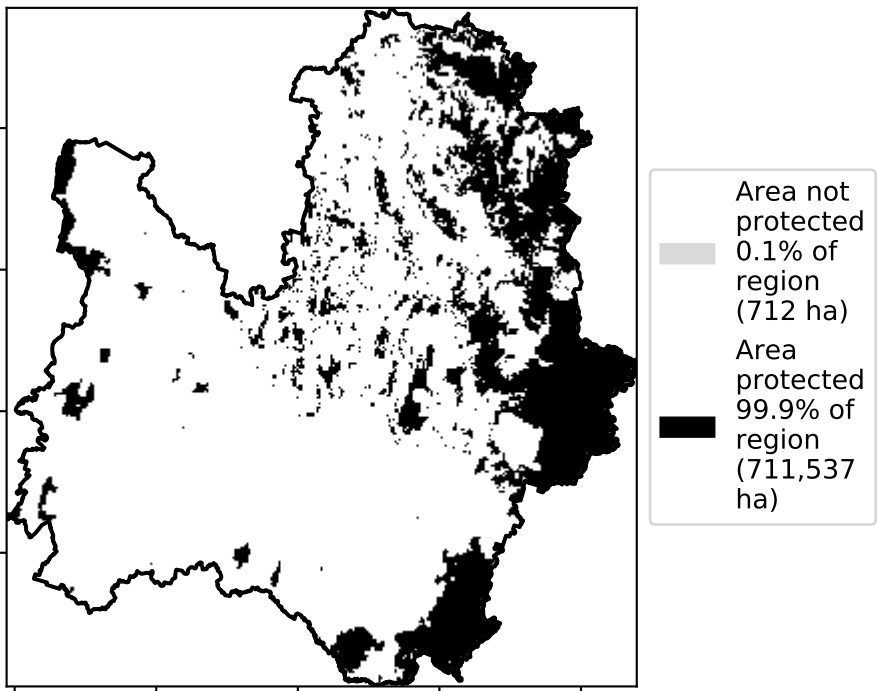 Area not
protected
0.1% of
region
(712 ha)
Area
protected
99.9% of
region
(711,537
ha)